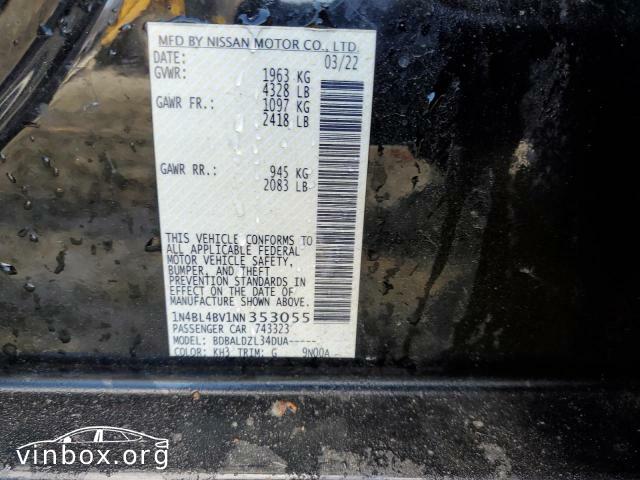 MFD BY NISSAN MOTOR CO., LTD.
DATE: 03/22
GVWR: 1963 KG
4328 LB
GAWR FR.: 1097 KG
2418 LB
GAWR RR.: 945 KG
2083 LB
THIS VEHICLE CONFORMS TO
ALL APPLICABLE FEDERAL
MOTOR VEHICLE SAFETY,
BUMPER, AND THEFT
PREVENTION STANDARDS IN
EFFECT ON THE DATE OF
MANUFACTURE SHOWN ABOVE.
1N4BL4BV1NN353055
PASSENGER CAR 743323
MODEL: BDBALDZL34DUA-----
COLOR: KH3 TRIM: G 9N00A
vinbox.org